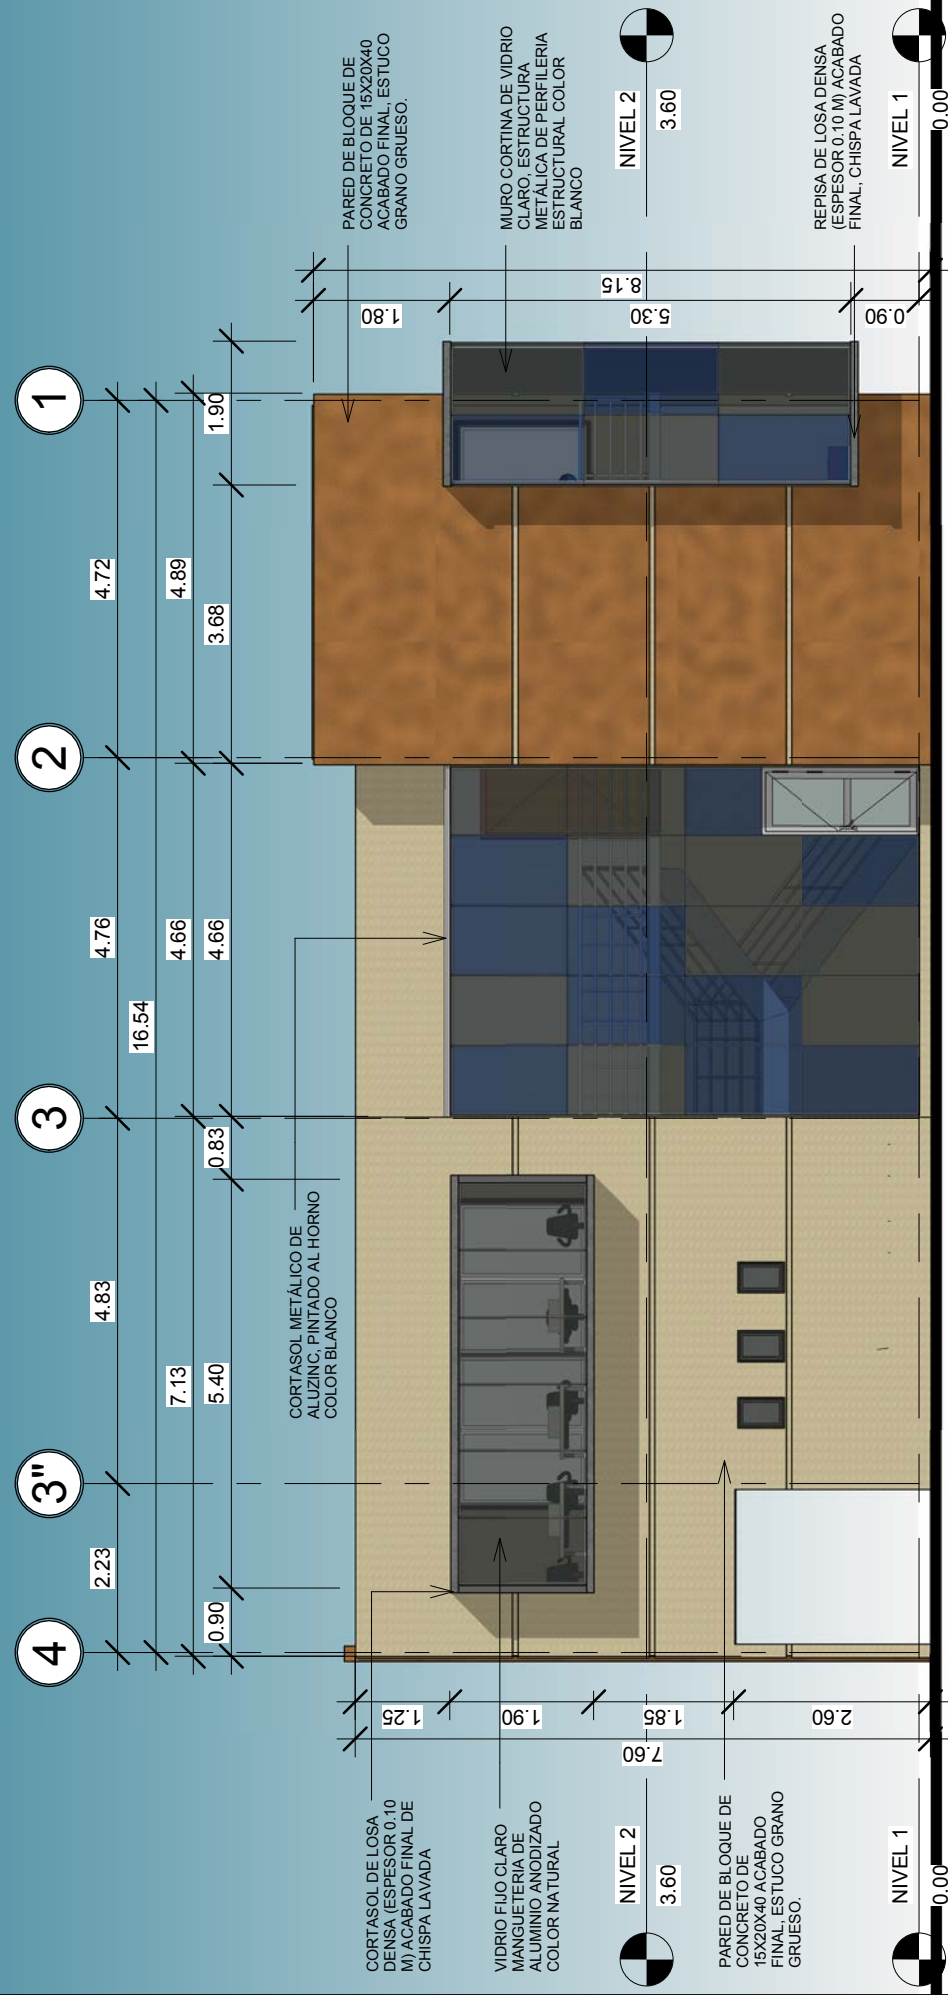 4
3"
3
2
1
2.23
4.83
4.76
4.72
16.54
7.13
4.66
4.89
0.90
5.40
0.83
4.66
3.68
1.90
CORTASOL METÁLICO DE
ALUZINC, PINTADO AL HORNO
COLOR BLANCO
CORTASOL DE LOSA
DENSA (ESPESOR 0.10
M) ACABADO FINAL DE
CHISPA LAVADA
VIDRIO FIJO CLARO
MANGUETERIA DE
ALUMINIO ANODIZADO
COLOR NATURAL
NIVEL 2
3.60
PARED DE BLOQUE DE
CONCRETO DE
15X20X40 ACABADO
FINAL, ESTUCO GRANO
GRUESO.
NIVEL 1
0.00
1.25
1.90
1.85
2.60
7.60
1.80
5.30
0.90
8.15
PARED DE BLOQUE DE
CONCRETO DE 15X20X40
ACABADO FINAL, ESTUCO
GRANO GRUESO.
MURO CORTINA DE VIDRIO
CLARO, ESTRUCTURA
METÁLICA DE PERFILERIA
ESTRUCTURAL COLOR
BLANCO
NIVEL 2
3.60
REPISA DE LOSA DENSA
(ESPESOR 0.10 M) ACABADO
FINAL, CHISPA LAVADA
NIVEL 1
0.00